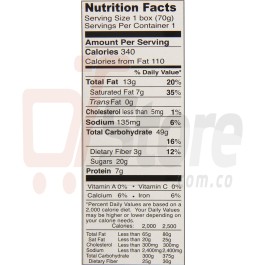 Nutrition Facts
Serving Size 1 box (70g)
Servings Per Container 1
Amount Per Serving
Calories 340
Calories from Fat 110
% Daily Value*
Total Fat 13g 20%
Saturated Fat 7g 35%
Trans Fat 0g
Cholesterol less than 5mg 1%
Sodium 135mg 6%
Total Carbohydrate 49g
16%
Dietary Fiber 3g 12%
Sugars 20g
Protein 7g
Vitamin A 0% • Vitamin C 0%
Calcium 6% • Iron 6%
*Percent Daily Values are based on a
2,000 calorie diet. Your Daily Values
may be higher or lower depending on
your calorie needs.
Calories: 2,000 2,500
Total Fat Less than 65g 80g
Sat Fat Less than 20g 25g
Cholesterol Less than 300mg 300mg
Sodium Less than 2,400mg 2,400mg
Total Carbohydrate 300g 375g
Dietary Fiber 25g 30g